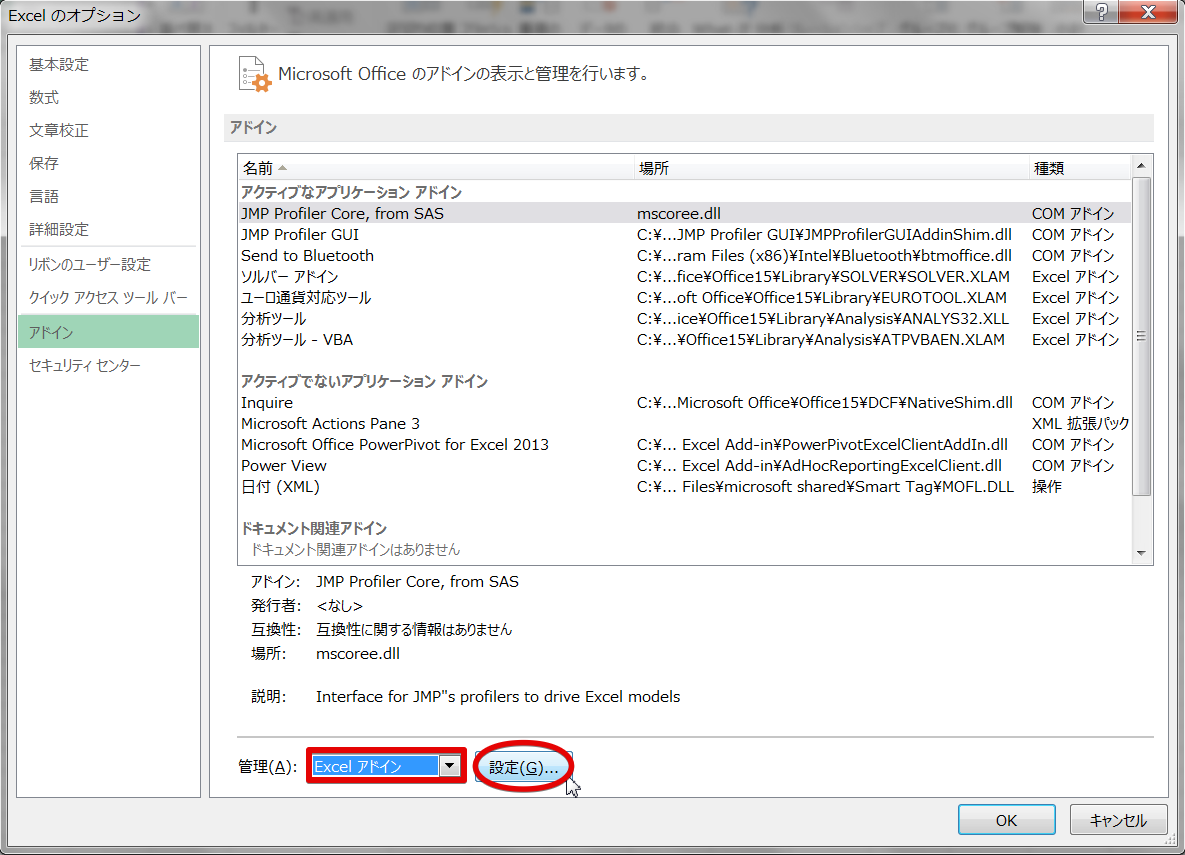 Excel のオプション
基本設定
数式
文章校正
保存
言語
詳細設定
リボンのユーザー設定
クイック アクセス ツール バー
アドイン
セキュリティ センター
Microsoft Office のアドインの表示と管理を行います。
アドイン
名前 場所 種類
アクティブなアプリケーション アドイン
JMP Profiler Core, from SAS mscoree.dll COM アドイン
JMP Profiler GUI C:¥...JMP Profiler GUI¥JMPProfilerGUIAddinShim.dll COM アドイン
Send to Bluetooth C:¥...ram Files (x86)¥Intel¥Bluetooth¥btmoffice.dll COM アドイン
ソルバー アドイン C:¥...fice¥Office15¥Library¥SOLVER¥SOLVER.XLAM Excel アドイン
ユーロ通貨対応ツール C:¥...oft Office¥Office15¥Library¥EUROTOOL.XLAM Excel アドイン
分析ツール C:¥...ice¥Office15¥Library¥Analysis¥ANALYS32.XLL Excel アドイン
分析ツール - VBA C:¥...¥Office15¥Library¥Analysis¥ATPVBAEN.XLAM Excel アドイン
アクティブでないアプリケーション アドイン
Inquire C:¥...Microsoft Office¥Office15¥DCF¥NativeShim.dll COM アドイン
Microsoft Actions Pane 3 XML 拡張パック
Microsoft Office PowerPivot for Excel 2013 C:¥... Excel Add-in¥PowerPivotExcelClientAddIn.dll COM アドイン
Power View C:¥... Excel Add-in¥AdHocReportingExcelClient.dll COM アドイン
日付 (XML) C:¥... Files¥microsoft shared¥Smart Tag¥MOFL.DLL 操作
ドキュメント関連アドイン
ドキュメント関連アドインはありません
アドイン: JMP Profiler Core, from SAS
発行者: <なし>
互換性: 互換性に関する情報はありません
場所: mscoree.dll
説明: Interface for JMP"s profilers to drive Excel models
管理(A): Excel アドイン 設定(G)...
OK キャンセル